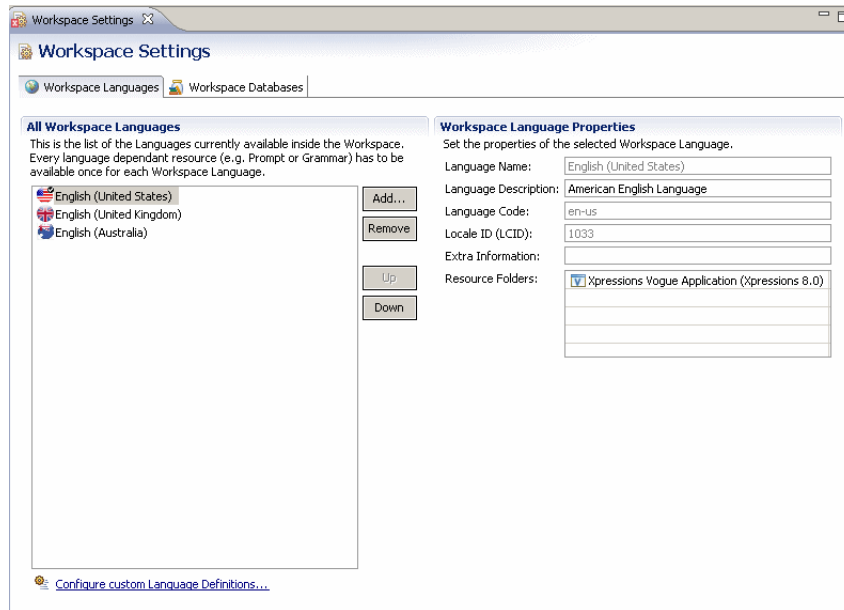 Workspace Settings
Workspace Settings
Workspace Languages
Workspace Databases
All Workspace Languages
This is the list of the Languages currently available inside the Workspace.
Every language dependant resource (e.g. Prompt or Grammar) has to be
available once for each Workspace Language.
English (United States)
English (United Kingdom)
English (Australia)
Add...
Remove
Up
Down
Configure custom Language Definitions...
Workspace Language Properties
Set the properties of the selected Workspace Language.
Language Name: English (United States)
Language Description: American English Language
Language Code: en-us
Locale ID (LCID): 1033
Extra Information:
Resource Folders: Xpressions Vogue Application (Xpressions 8.0)